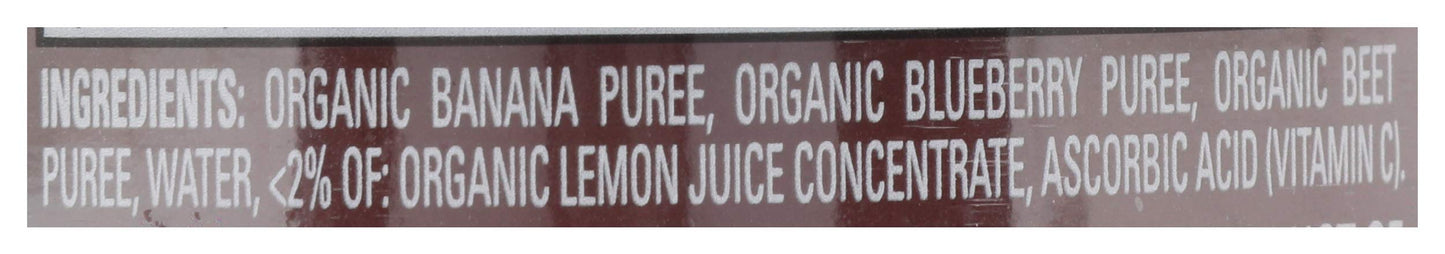 INGREDIENTS: ORGANIC BANANA PUREE, ORGANIC BLUEBERRY PUREE, ORGANIC BEET
PUREE, WATER, <2% OF: ORGANIC LEMON JUICE CONCENTRATE, ASCORBIC ACID (VITAMIN C).